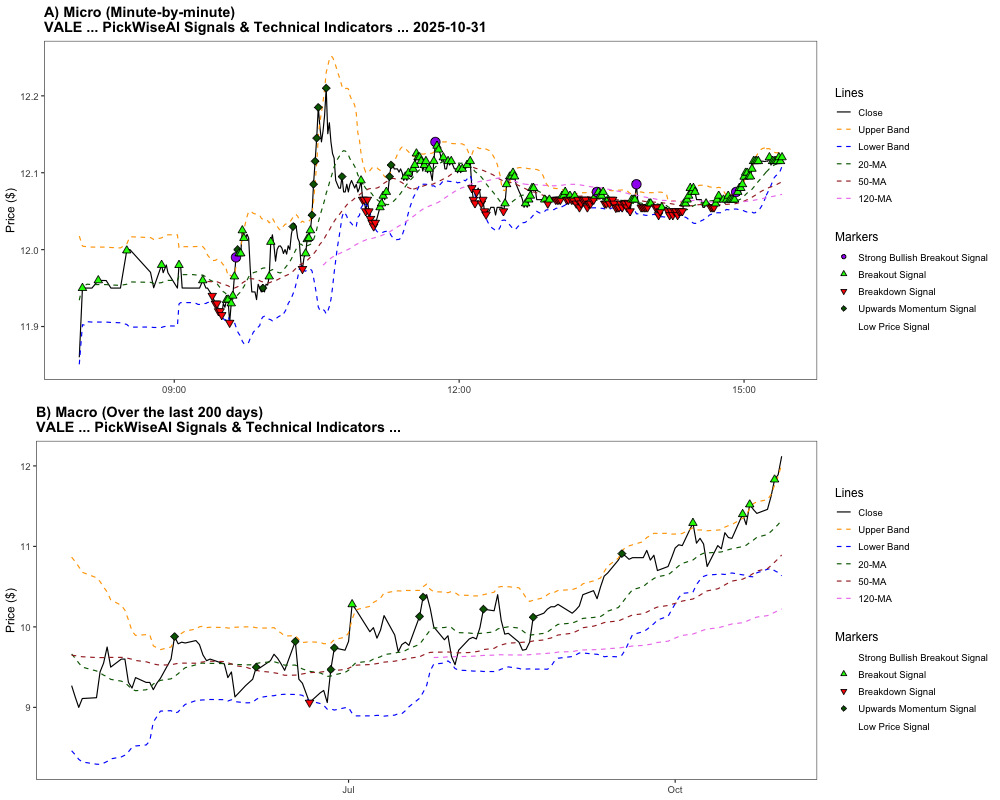 A) Micro (Minute-by-minute)
VALE ... PickWiseAI Signals & Technical Indicators ... 2025-10-31
Price ($)
12.2
12.1
12.0
11.9
09:00
12:00
15:00
Lines
Close
Upper Band
Lower Band
20-MA
50-MA
120-MA
Markers
Strong Bullish Breakout Signal
Breakout Signal
Breakdown Signal
Upwards Momentum Signal
Low Price Signal
B) Macro (Over the last 200 days)
VALE ... PickWiseAI Signals & Technical Indicators ...
Price ($)
12
11
10
9
Jul
Oct
Lines
Close
Upper Band
Lower Band
20-MA
50-MA
120-MA
Markers
Strong Bullish Breakout Signal
Breakout Signal
Breakdown Signal
Upwards Momentum Signal
Low Price Signal